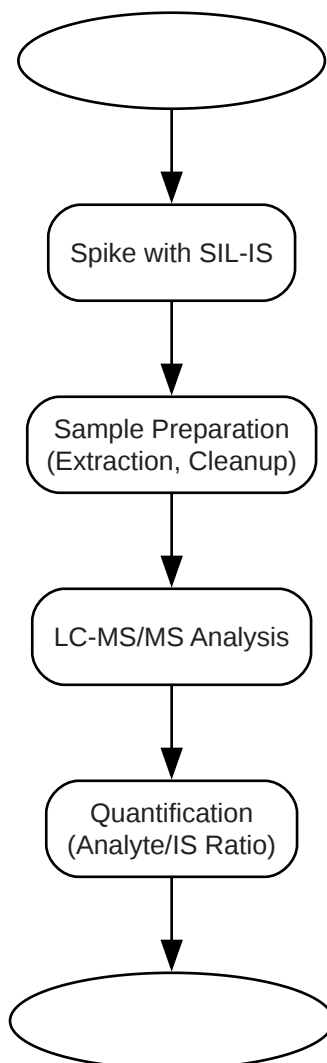 Spike with SIL-IS
Sample Preparation
(Extraction, Cleanup)
LC-MS/MS Analysis
Quantification
(Analyte/IS Ratio)